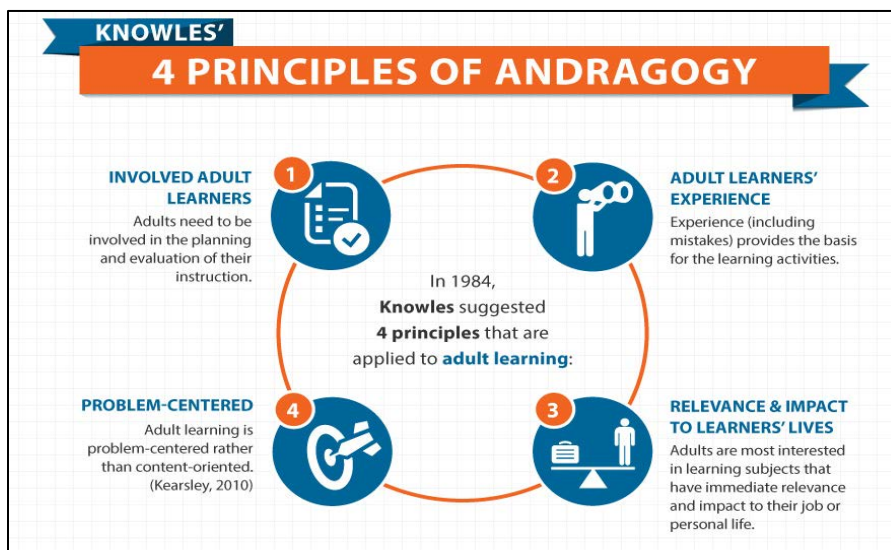 KNOWLES'
4 PRINCIPLES OF ANDRAGOGY
1
INVOLVED ADULT
LEARNERS
Adults need to be
involved in the planning
and evaluation of their
instruction.
2
ADULT LEARNERS'
EXPERIENCE
Experience (including
mistakes) provides the basis
for the learning activities.
In 1984,
Knowles suggested
4 principles that are
applied to adult learning:
3
RELEVANCE & IMPACT
TO LEARNERS' LIVES
Adults are most interested
in learning subjects that
have immediate relevance
and impact to their job or
personal life.
4
PROBLEM-CENTERED
Adult learning is
problem-centered rather
than content-oriented.
(Kearsley, 2010)